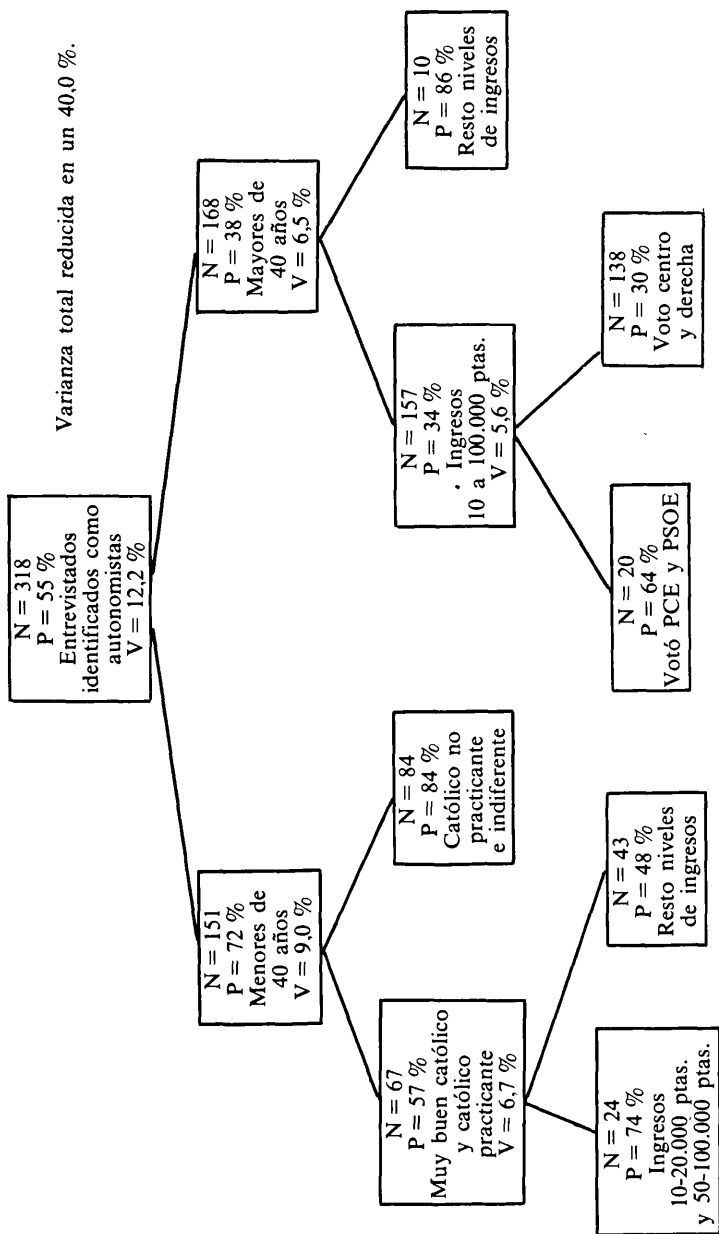 Varianza total reducida en un 40,0 %.
N = 318
P = 55 %
Entrevistados
identificados como
autonomistas
V = 12,2 %
N = 151
P = 72 %
Menores de
40 años
V = 9,0 %
N = 168
P = 38 %
Mayores de
40 años
V = 6,5 %
N = 67
P = 57 %
Muy buen católico
y católico
practicante
V = 6,7 %
N = 84
P = 84 %
Católico no
practicante
e indiferente
N = 157
P = 34 %
. Ingresos
10 a 100.000 ptas.
V = 5,6 %
N = 10
P = 86 %
Resto niveles
de ingresos
N = 24
P = 74 %
Ingresos
10-20.000 ptas.
y 50-100.000 ptas.
N = 43
P = 48 %
Resto niveles
de ingresos
N = 20
P = 64 %
Votó PCE y PSOE
N = 138
P = 30 %
Voto centro
y derecha